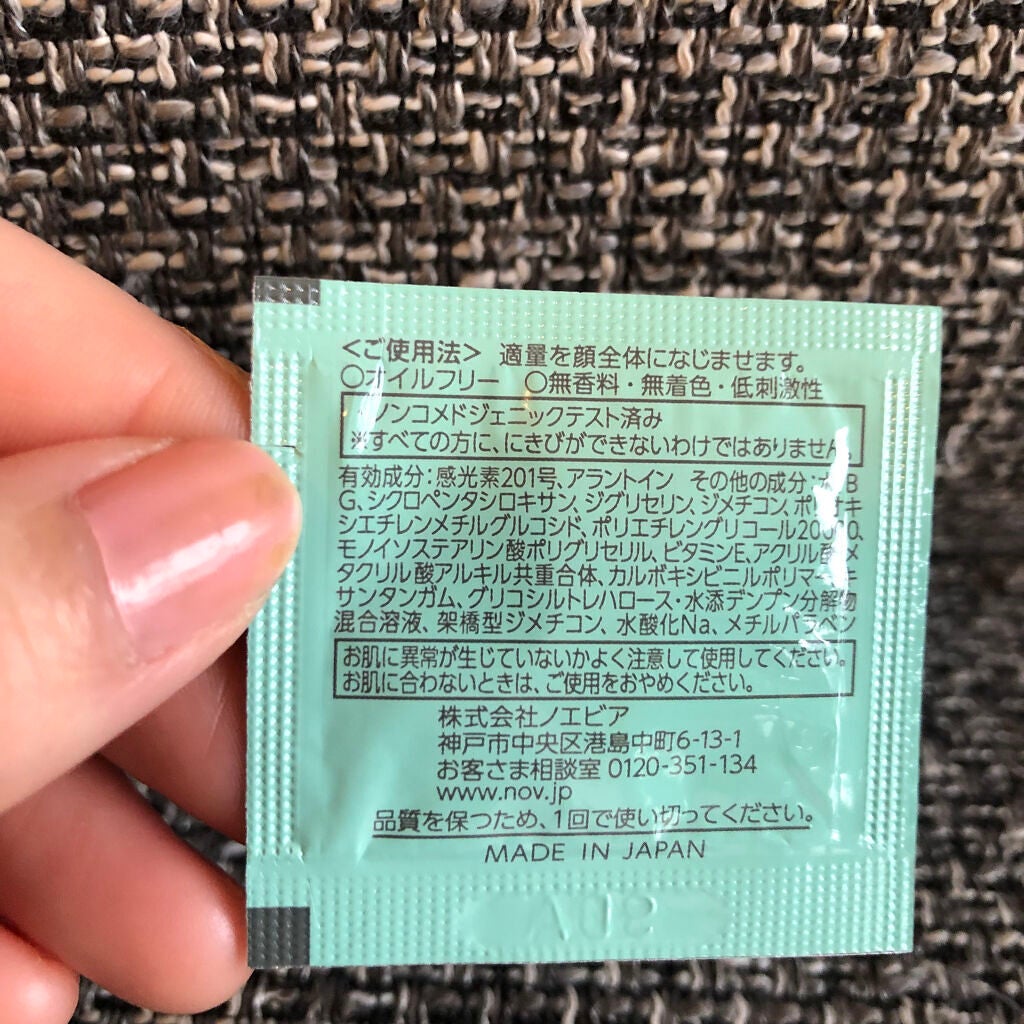 <ご使用法> 適量を顔全体になじませます。
○オイルフリー ○無香料・無着色・低刺激性
ノンコメドジェニックテスト済み
※すべての方に、にきびができないわけではありません。
有効成分：感光素201号、アラントイン その他の成分：水、B
G、シクロペンタシロキサン、ジグリセリン、ジメチコン、ポリオキ
シエチレンメチルグルコシド、ポリエチレングリコール20000、
モノイソステアリン酸ポリグリセリル、ビタミンE、アクリル酸・メ
タクリル酸アルキル共重合体、カルボキシビニルポリマー、キ
サンタンガム、グリコシルトレハロース・水添デンプン分解物
混合溶液、架橋型ジメチコン、水酸化Na、メチルパラベン
お肌に異常が生じていないかよく注意して使用してください。
お肌に合わないときは、ご使用をおやめください。
株式会社ノエビア
神戸市中央区港島中町6-13-1
お客さま相談室 0120-351-134
www.nov.jp
品質を保つため、1回で使い切ってください。
MADE IN JAPAN